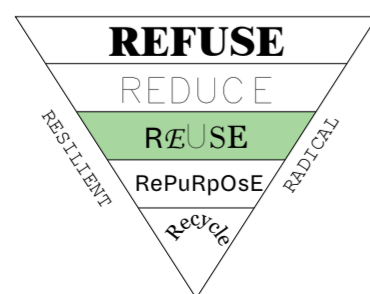 REFUSE
REDUCE
REUSE
RePuRpOsE
Recycle
RESILIENT
RADICAL